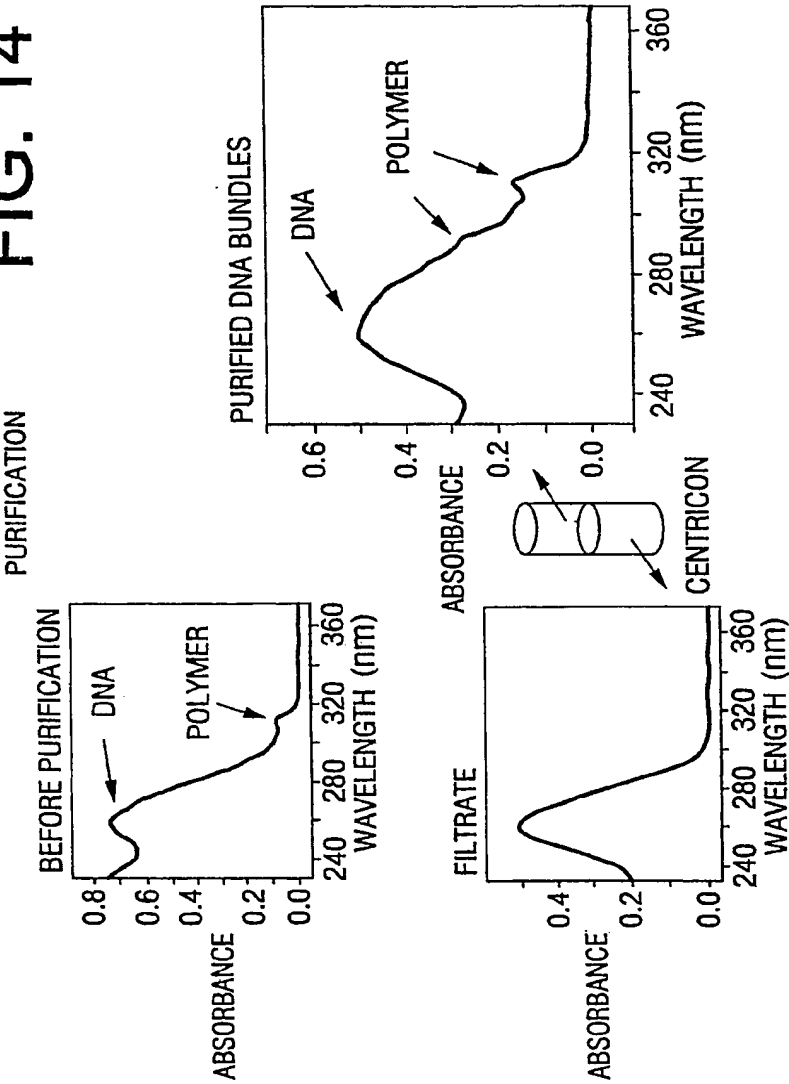 PURIFICATION
FIG. 14
BEFORE PURIFICATION
ABSORBANCE
0.8
0.6
0.4
0.2
0.0
DNA
POLYMER
240 280 320 360
WAVELENGTH (nm)
PURIFIED DNA BUNDLES
ABSORBANCE
0.6
0.4
0.2
0.0
DNA
POLYMER
240 280 320 360
WAVELENGTH (nm)
FILTRATE
ABSORBANCE
0.4
0.2
0.0
240 280 320 360
WAVELENGTH (nm)
CENTRICON